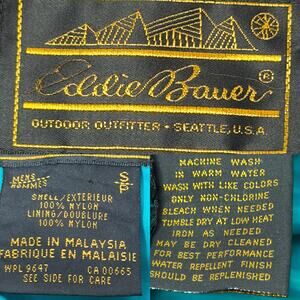 Eddie Bauer®
OUTDOOR OUTFITTER • SEATTLE, U.S.A.
MENS
HOMMES
S
P
SHELL/EXTERIEUR
100% NYLON
LINING/DOUBLURE
100% NYLON
MADE IN MALAYSIA
FABRIQUE EN MALAISIE
WPL 9647 CA 00665
SEE SIDE FOR CARE
MACHINE WASH
IN WARM WATER
WASH WITH LIKE COLORS
ONLY NON-CHLORINE
BLEACH WHEN NEEDED
TUMBLE DRY AT LOW HEAT
IRON AS NEEDED
MAY BE DRY CLEANED
FOR BEST PERFORMANCE
WATER REPELLENT FINISH
SHOULD BE REPLENISHED